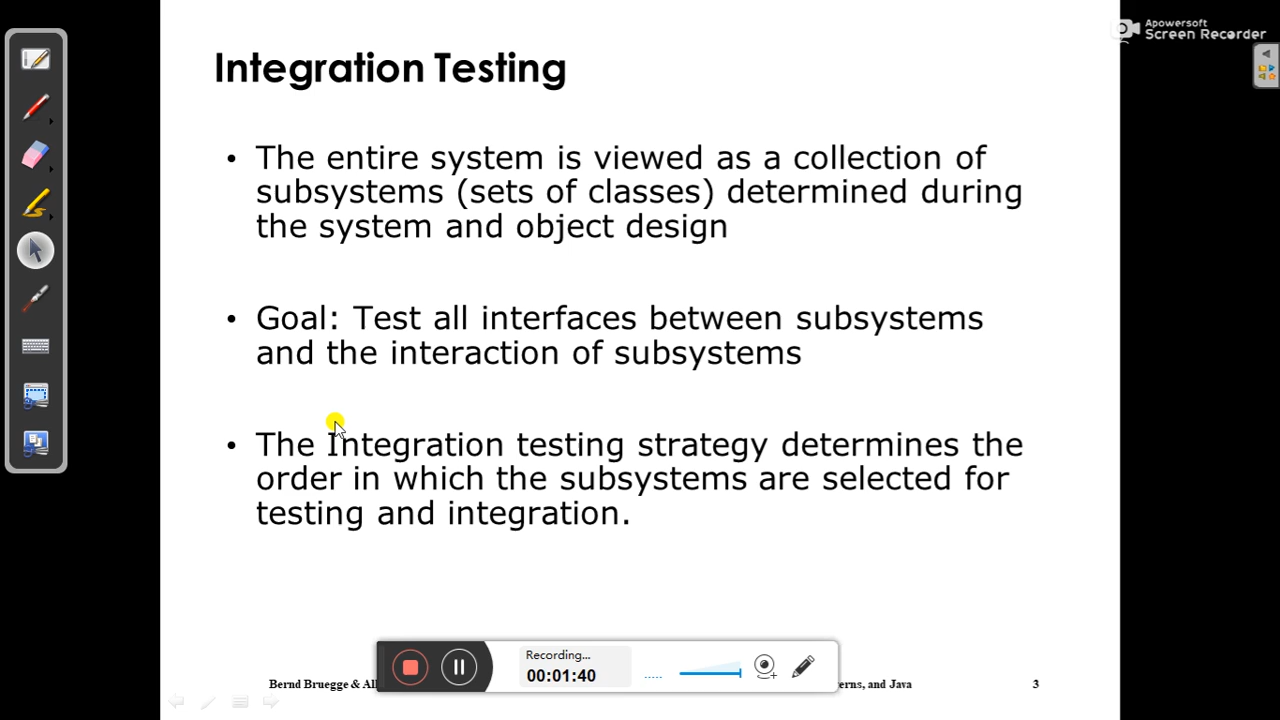 Apowersoft
Screen Recorder
Integration Testing
• The entire system is viewed as a collection of
subsystems (sets of classes) determined during
the system and object design
• Goal: Test all interfaces between subsystems
and the interaction of subsystems
• The Integration testing strategy determines the
order in which the subsystems are selected for
testing and integration.
Recording...
00:01:40
Bernd Bruegge & Al
erns, and Java
3